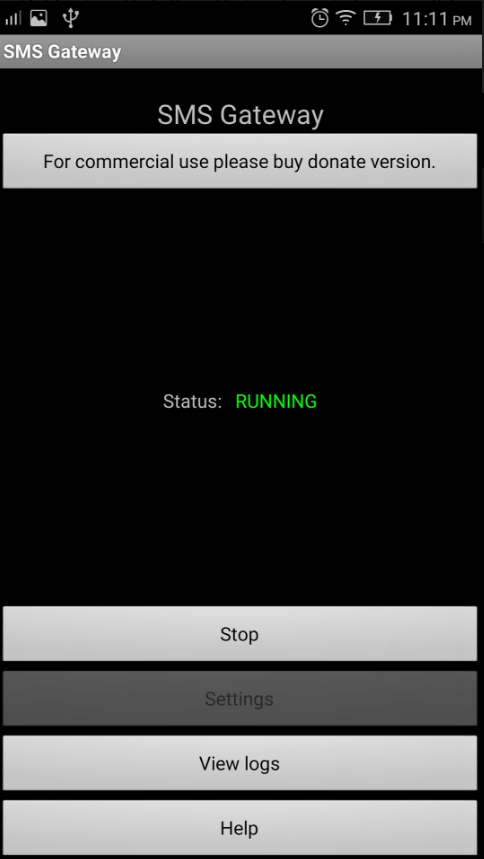 11:11 PM
SMS Gateway
SMS Gateway
For commercial use please buy donate version.
Status: RUNNING
Stop
Settings
View logs
Help